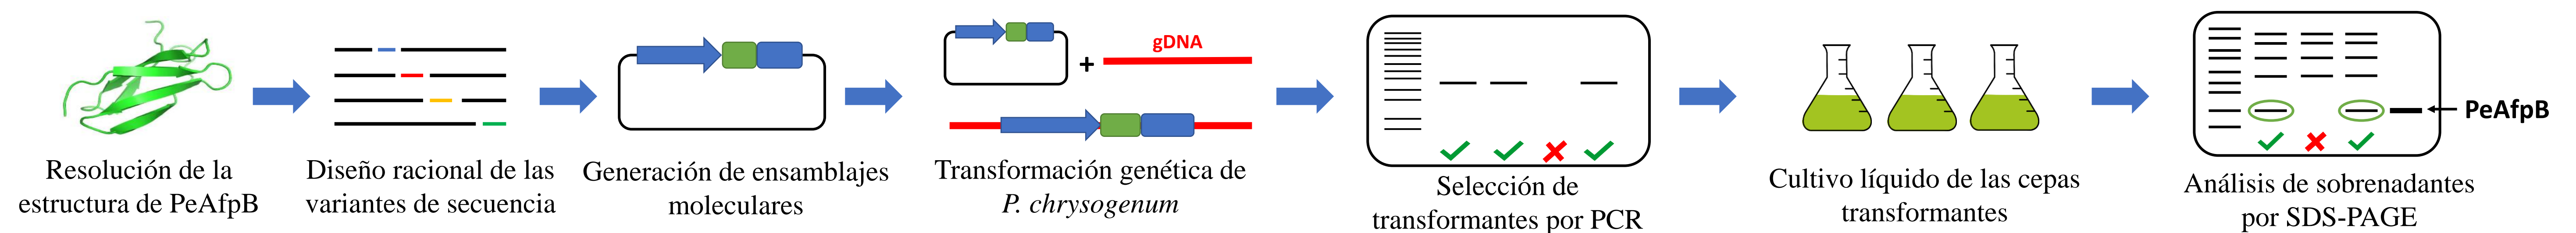 Resolución de la
estructura de PeAfpB
Diseño racional de las
variantes de secuencia
Generación de ensamblajes
moleculares
+
gDNA
Transformación genética de
P. chrysogenum
Selección de
transformantes por PCR
Cultivo líquido de las cepas
transformantes
PeAfpB
Análisis de sobrenadantes
por SDS-PAGE